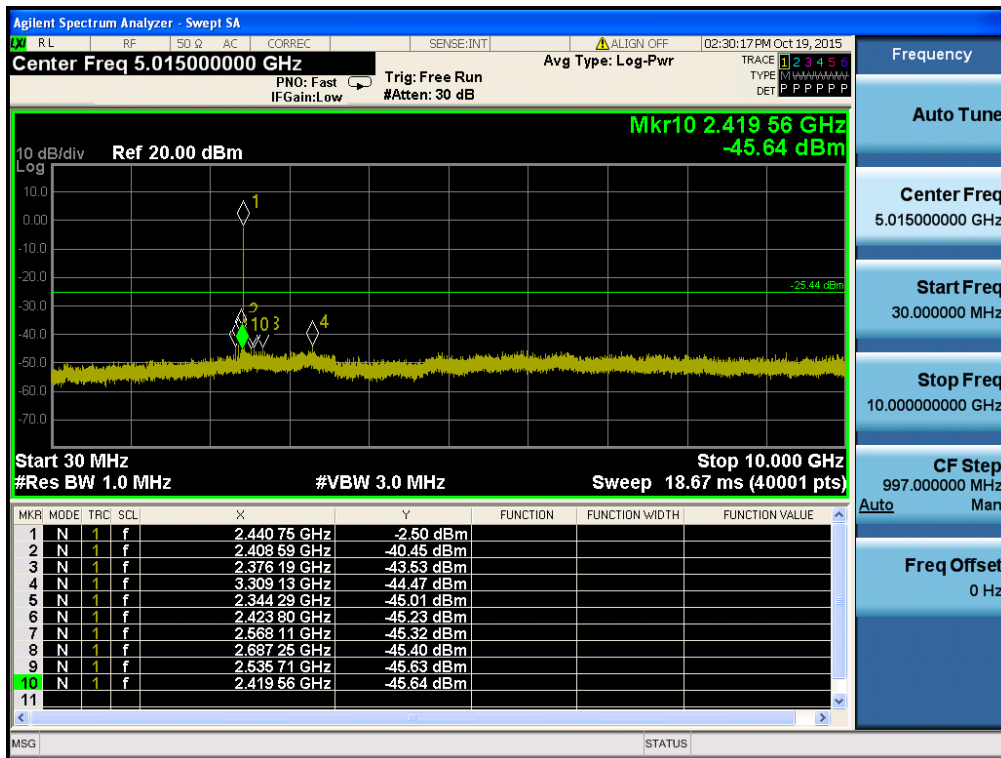 Agilent Spectrum Analyzer - Swept SA
LXI RL RF 50 Ω AC CORREC SENSE:INT ALIGN OFF 02:30:17 PM Oct 19, 2015
Center Freq 5.015000000 GHz
PNO: Fast
IFGain:Low
Trig: Free Run
#Atten: 30 dB
Avg Type: Log-Pwr
TRACE 1 2 3 4 5 6
TYPE M
DET P P P P P P
Mkr10 2.419 56 GHz
-45.64 dBm
10 dB/div Ref 20.00 dBm
Log
10.0
0.00
-10.0
-20.0
-30.0
-40.0
-50.0
-60.0
-70.0
1
-25.44 dBm
2
10 3
4
Start 30 MHz Stop 10.000 GHz
#Res BW 1.0 MHz #VBW 3.0 MHz Sweep 18.67 ms (40001 pts)
MKR MODE TRC SCL X Y FUNCTION FUNCTION WIDTH FUNCTION VALUE
1 N 1 f 2.440 75 GHz -2.50 dBm
2 N 1 f 2.408 59 GHz -40.45 dBm
3 N 1 f 2.376 19 GHz -43.53 dBm
4 N 1 f 3.309 13 GHz -44.47 dBm
5 N 1 f 2.344 29 GHz -45.01 dBm
6 N 1 f 2.423 80 GHz -45.23 dBm
7 N 1 f 2.568 11 GHz -45.32 dBm
8 N 1 f 2.687 25 GHz -45.40 dBm
9 N 1 f 2.535 71 GHz -45.63 dBm
10 N 1 f 2.419 56 GHz -45.64 dBm
11
MSG STATUS
Frequency
Auto Tune
Center Freq
5.015000000 GHz
Start Freq
30.000000 MHz
Stop Freq
10.000000000 GHz
CF Step
997.000000 MHz
Auto Man
Freq Offset
0 Hz